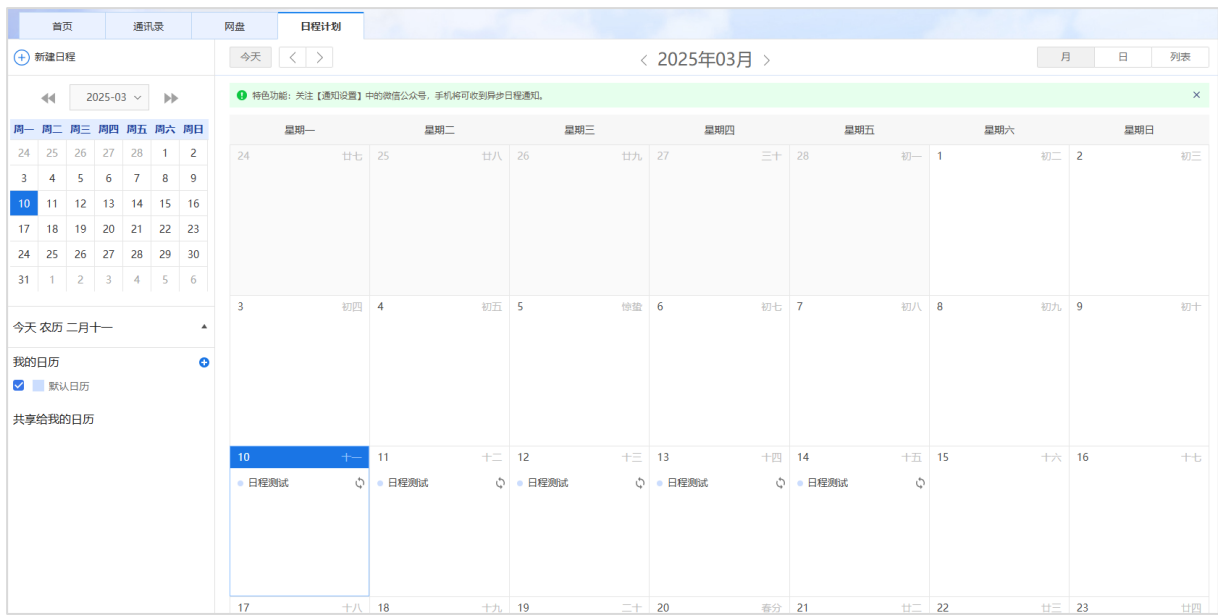 首页 通讯录 网盘 日程计划
新建日程
今天 2025年03月 月 日 列表
2025-03
特色功能：关注【通知设置】中的微信公众号，手机将可收到异步日程通知。
周一 周二 周三 周四 周五 周六 周日
24 25 26 27 28 1 2
3 4 5 6 7 8 9
10 11 12 13 14 15 16
17 18 19 20 21 22 23
24 25 26 27 28 29 30
31 1 2 3 4 5 6
今天 农历 二月十一
我的日历
默认日历
共享给我的日历
星期一 星期二 星期三 星期四 星期五 星期六 星期日
24 廿七 25 廿八 26 廿九 27 三十 28 初一 1 初二 2 初三
3 初四 4 初五 5 惊蛰 6 初七 7 初八 8 初九 9 初十
10 十一 11 十二 12 十三 13 十四 14 十五 15 十六 16 十七
日程测试 日程测试 日程测试 日程测试 日程测试
17 十八 18 十九 19 二十 20 春分 21 廿二 22 廿三 23 廿四